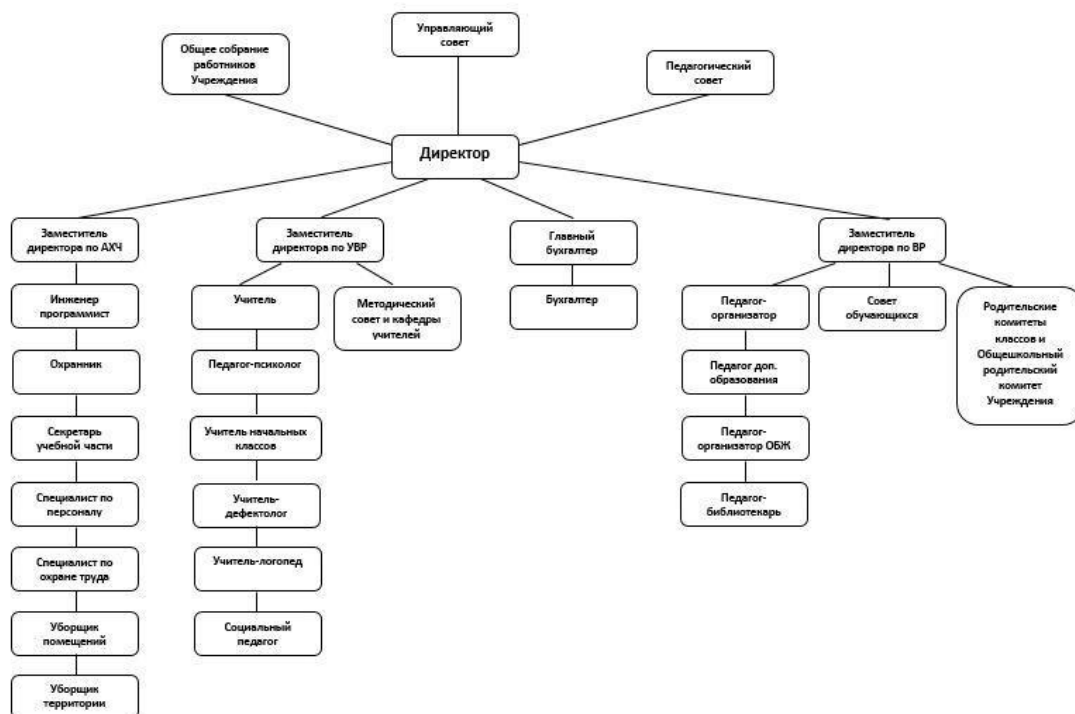 Управляющий
совет
Общее собрание
работников
Учреждения
Педагогический
совет
Директор
Заместитель
директора по АХЧ
Заместитель
директора по УВР
Главный
бухгалтер
Заместитель
директора по ВР
Инженер
программист
Учитель
Методический
совет и кафедры
учителей
Бухгалтер
Педагог-
организатор
Совет
обучающихся
Родительские
комитеты
классов и
Общешкольный
родительский
комитет
Учреждения
Охранник
Педагог-психолог
Педагог доп.
образования
Секретарь
учебной части
Учитель начальных
классов
Педагог-
организатор ОБЖ
Специалист по
персоналу
Учитель-
дефектолог
Педагог-
библиотекарь
Специалист по
охране труда
Учитель-логопед
Уборщик
помещений
Социальный
педагог
Уборщик
территории